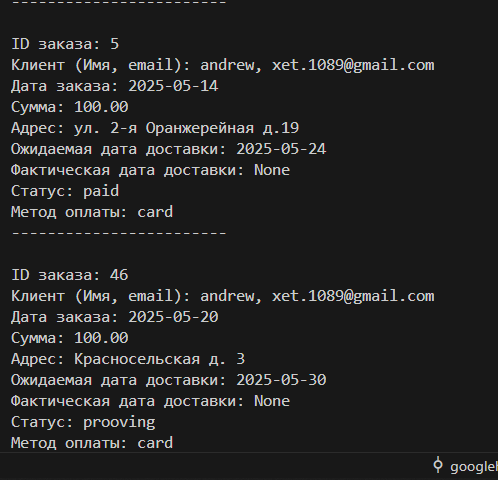 ------------------------
ID заказа: 5
Клиент (Имя, email): andrew, xet.1089@gmail.com
Дата заказа: 2025-05-14
Сумма: 100.00
Адрес: ул. 2-я Оранжерейная д.19
Ожидаемая дата доставки: 2025-05-24
Фактическая дата доставки: None
Статус: paid
Метод оплаты: card
------------------------
ID заказа: 46
Клиент (Имя, email): andrew, xet.1089@gmail.com
Дата заказа: 2025-05-20
Сумма: 100.00
Адрес: Красносельская д. 3
Ожидаемая дата доставки: 2025-05-30
Фактическая дата доставки: None
Статус: prooving
Метод оплаты: card